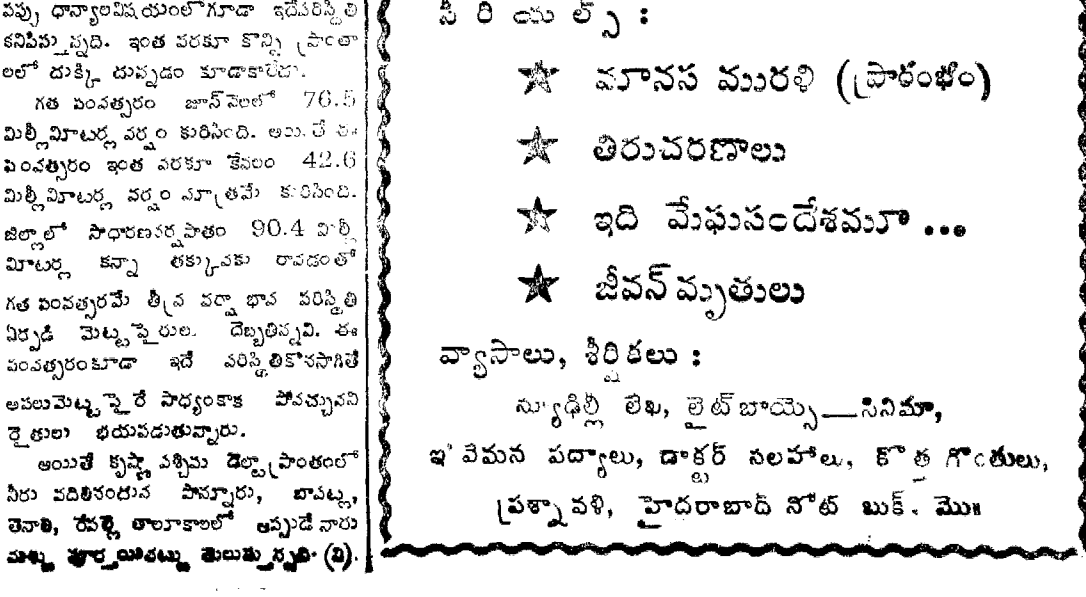 పప్పు ధాన్యాలవిషయంలోగూడా ఇదేపరిస్థితి
కనిపిస్తున్నది. ఇంత వరకూ కొన్ని ప్రాంతా
లలో దుక్కి దున్నడం కూడాకాలేదు.
గత సంవత్సరం జూన్‌నెలలో 76.5
మిల్లీమీటర్ల వర్షం కురిసింది. అయితే ఈ
సంవత్సరం ఇంత వరకూ కేవలం 42.6
మిల్లీమీటర్ల వర్షం మాత్రమే కురిసింది.
జిల్లాలో సాధారణవర్షపాతం 90.4 మిల్లీ
మీటర్ల కన్నా తక్కువకు రావడంతో
గత సంవత్సరమే తీవ్రన వర్షాభావ పరిస్థితి
ఏర్పడి మెట్టపైరుల దెబ్బతిన్నవి. ఈ
సంవత్సరంకూడా ఇదే పరిస్థితికొనసాగితే
అసలుమెట్టపైరే సాధ్యంకాక పోవచ్చునని
రైతులు భయపడుతున్నారు.
అయితే కృష్ణా పశ్చిమ డెల్టా ప్రాంతంలో
నీరు వదిలినందున పొన్నూరు, బాపట్ల,
తెనాలి, రేపల్లె తాలూకాలలో అప్పుడే నారు
మళ్ళు పూర్తయినట్లు తెలుస్తున్నది. (వి).
సీరియల్స్ :
★ మానస మురళి (ప్రారంభం)
★ తిరుచరణాలు
★ ఇది మేఘసందేశమూ ...
★ జీవన్‌మృతులు
వ్యాసాలు, శీర్షికలు :
న్యూఢిల్లీ లేఖ, లైట్‌బాయ్సె—సినిమా,
ఇ వేమన పద్యాలు, డాక్టర్ సలహాలు, కొత్త గొంతులు,
ప్రశ్నావళి, హైదరాబాద్ నోట్ బుక్. మొ॥